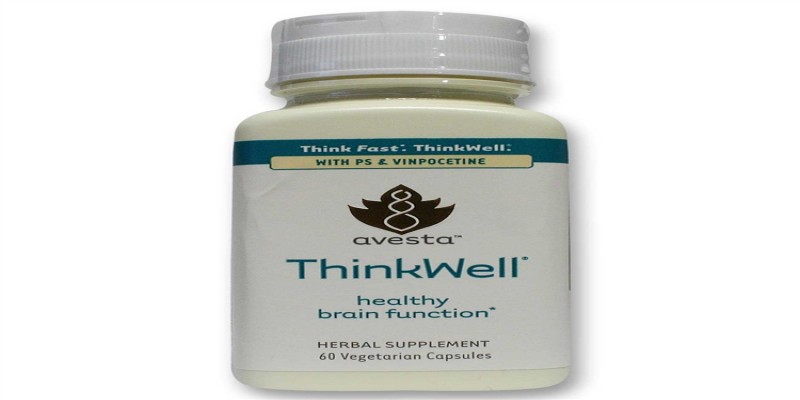 Think Fast*. ThinkWell.*
WITH PS & VINPOCETINE
avesta™
ThinkWell*
healthy
brain function*
HERBAL SUPPLEMENT
60 Vegetarian Capsules